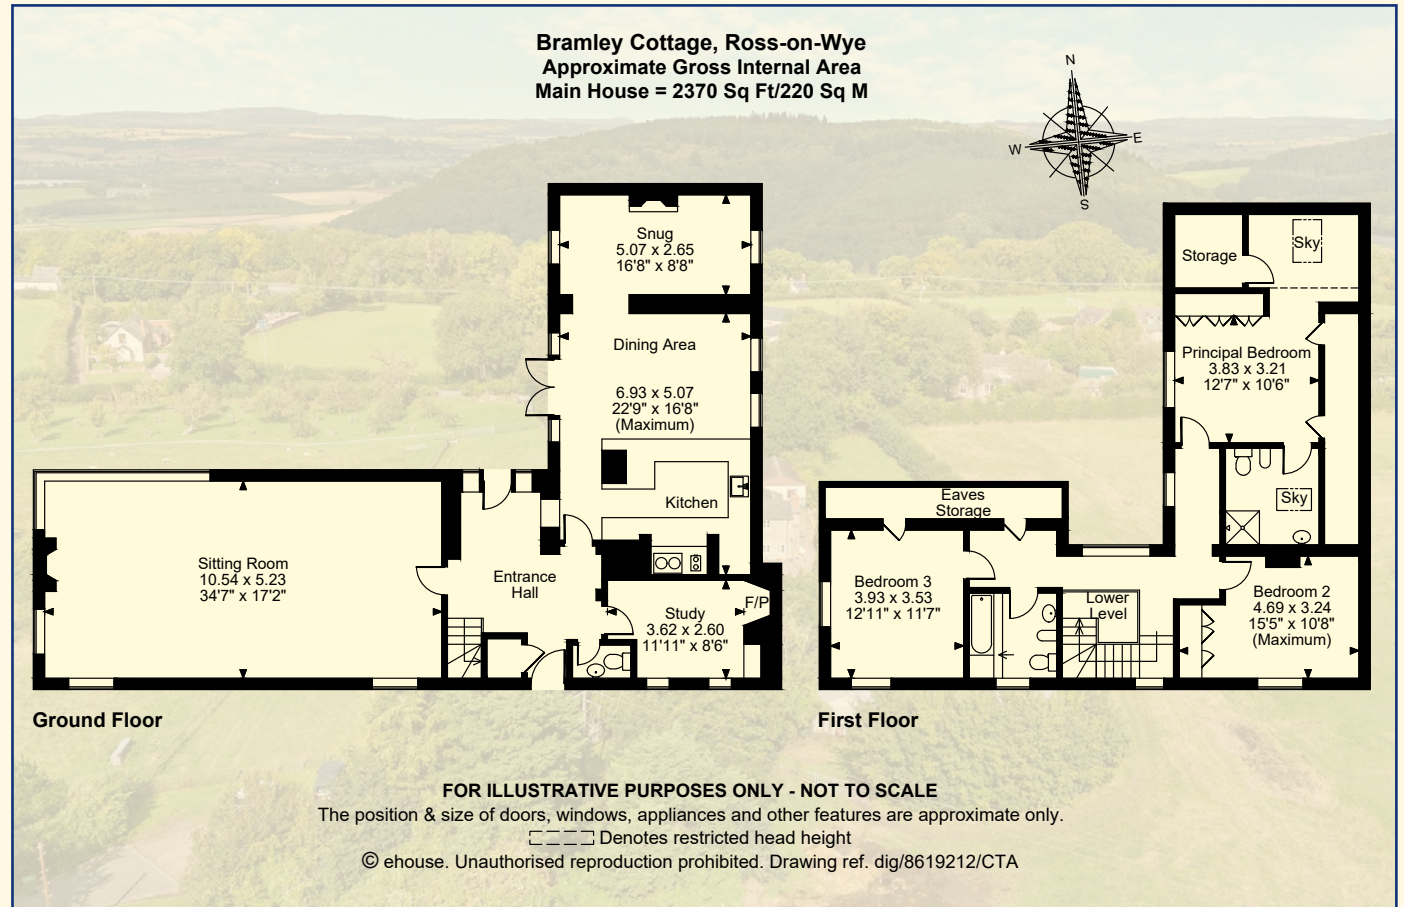 Bramley Cottage, Ross-on-Wye
Approximate Gross Internal Area
Main House = 2370 Sq Ft/220 Sq M
N
W
E
S
Snug
5.07 x 2.65
16'8" x 8'8"
Dining Area
6.93 x 5.07
22'9" x 16'8"
(Maximum)
Kitchen
Sitting Room
10.54 x 5.23
34'7" x 17'2"
Entrance
Hall
Study
3.62 x 2.60
11'11" x 8'6"
F/P
Ground Floor
Storage
Sky
Principal Bedroom
3.83 x 3.21
12'7" x 10'6"
Sky
Eaves
Storage
Bedroom 3
3.93 x 3.53
12'11" x 11'7"
Lower
Level
Bedroom 2
4.69 x 3.24
15'5" x 10'8"
(Maximum)
First Floor
FOR ILLUSTRATIVE PURPOSES ONLY - NOT TO SCALE
The position & size of doors, windows, appliances and other features are approximate only.
Denotes restricted head height
© ehouse. Unauthorised reproduction prohibited. Drawing ref. dig/8619212/CTA